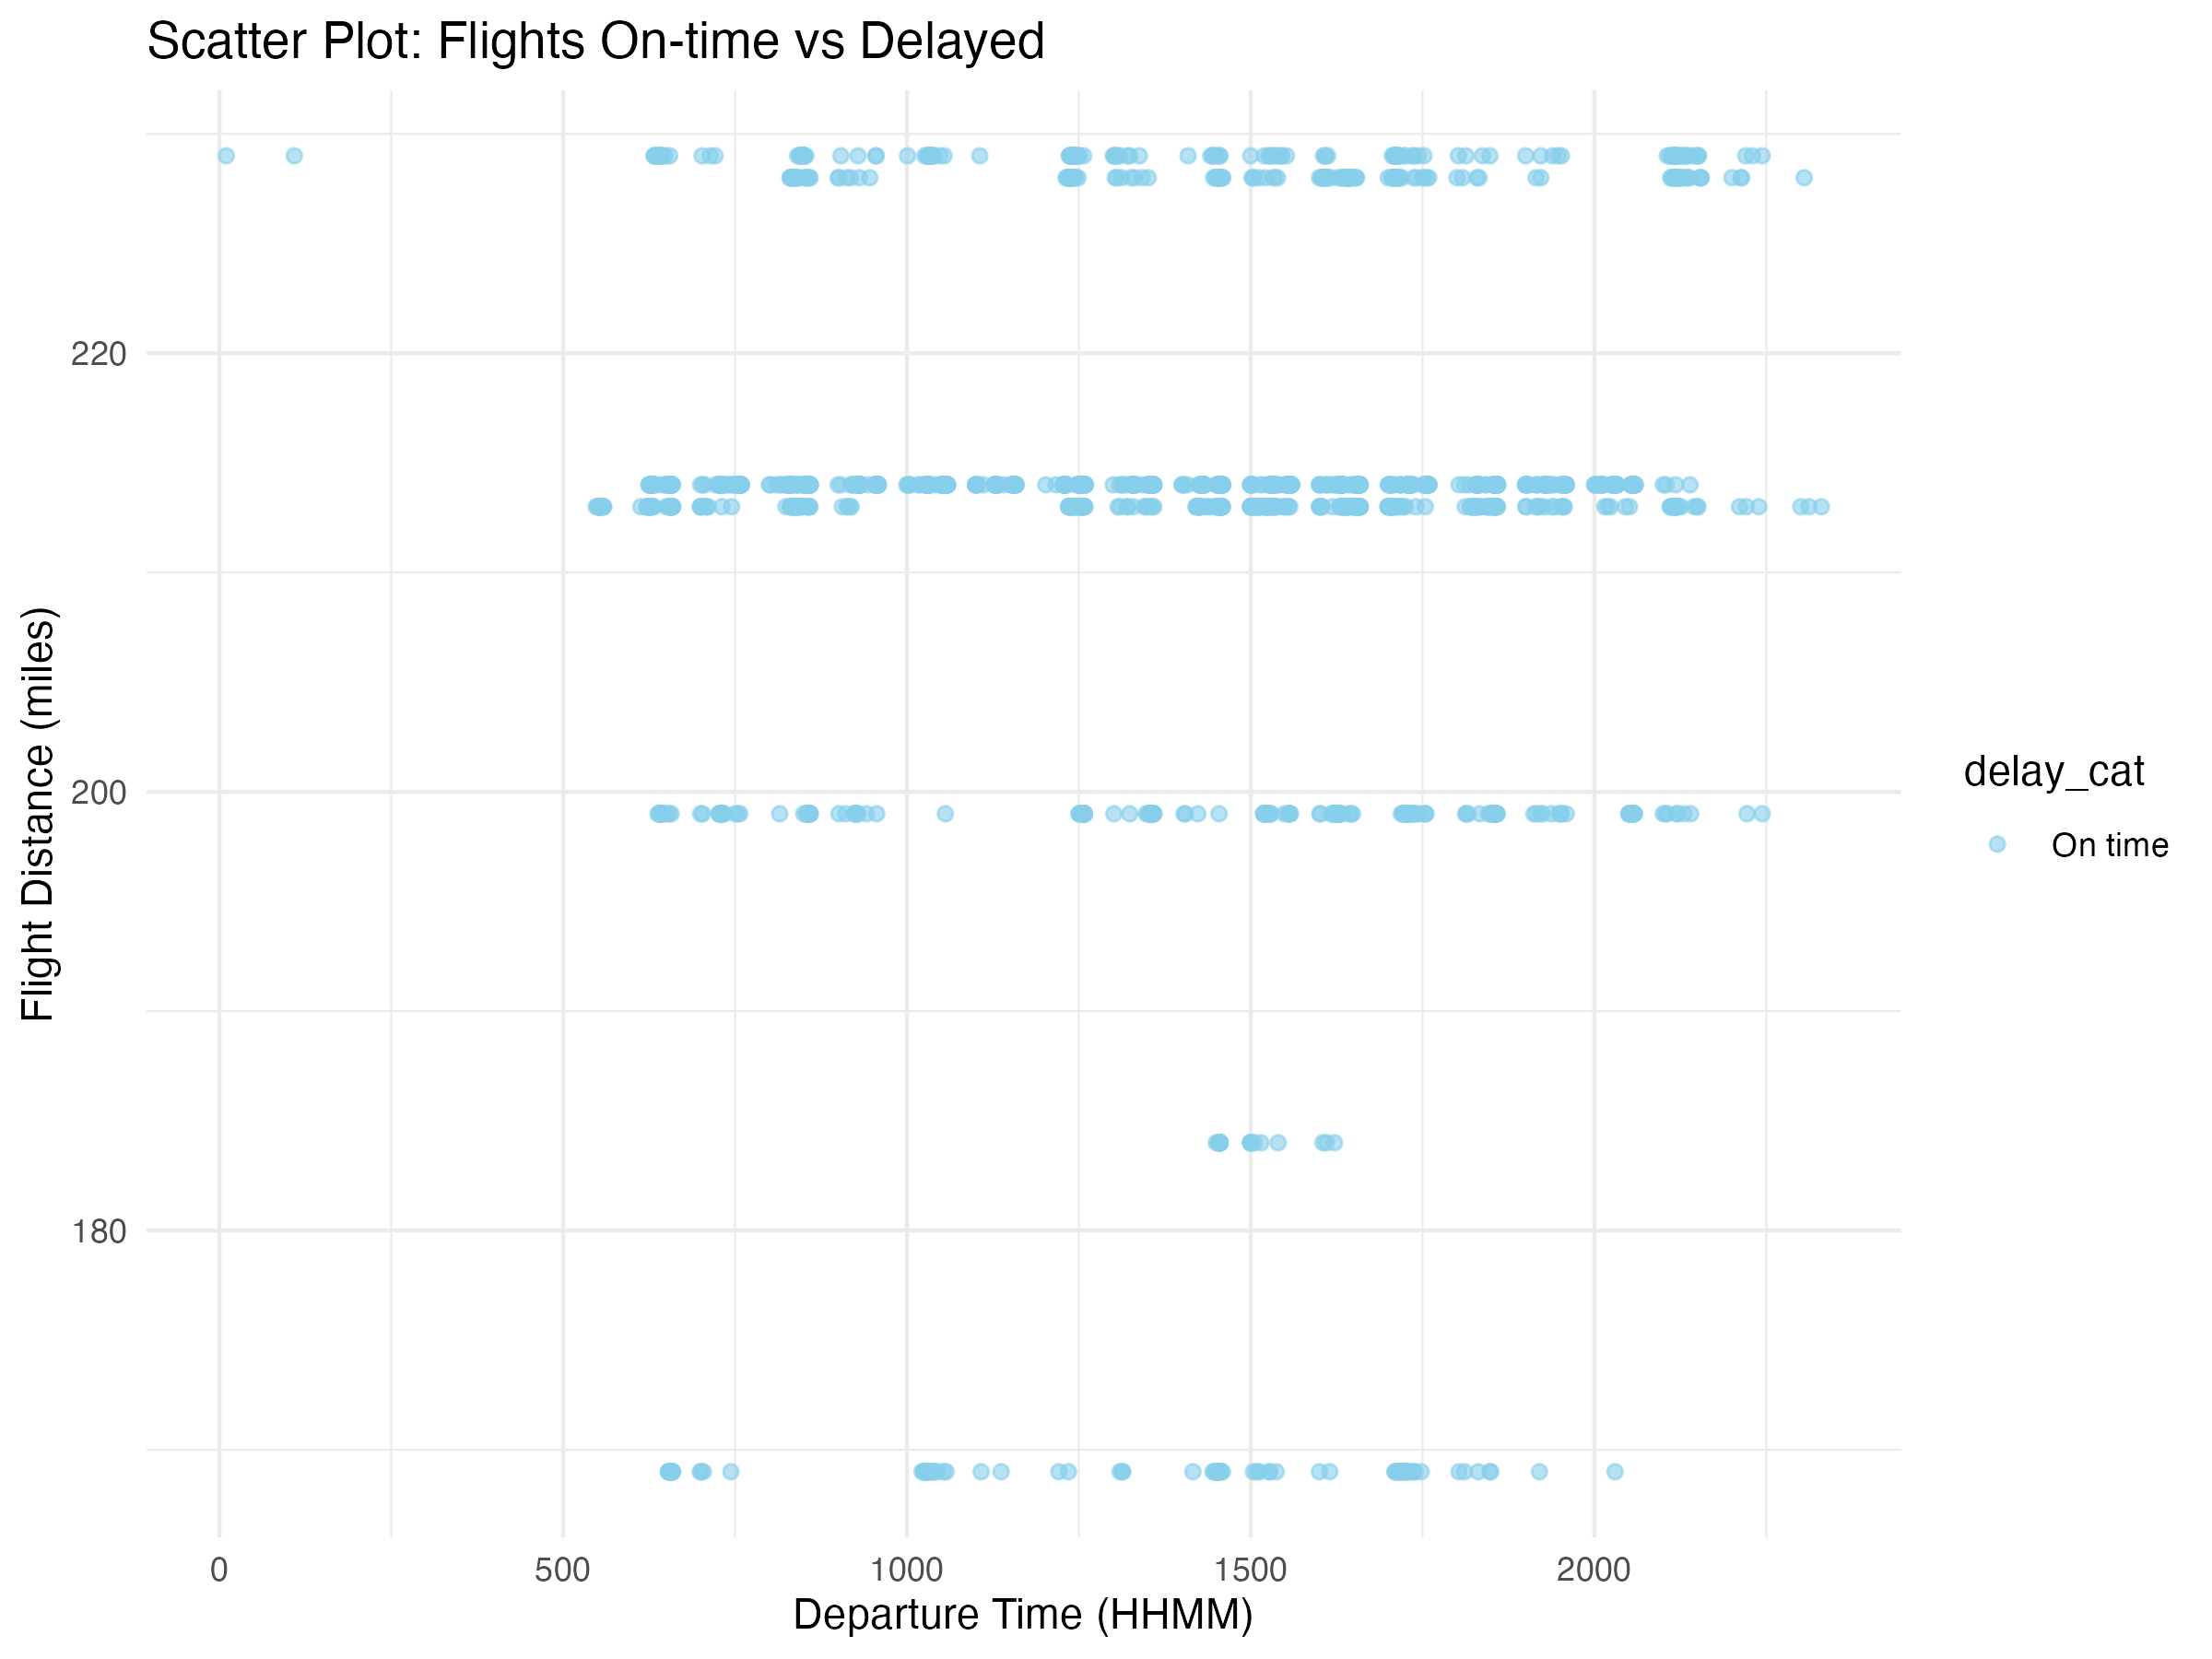 Scatter Plot: Flights On-time vs Delayed
Flight Distance (miles)
220
200
180
0 500 1000 1500 2000
Departure Time (HHMM)
delay_cat
On time